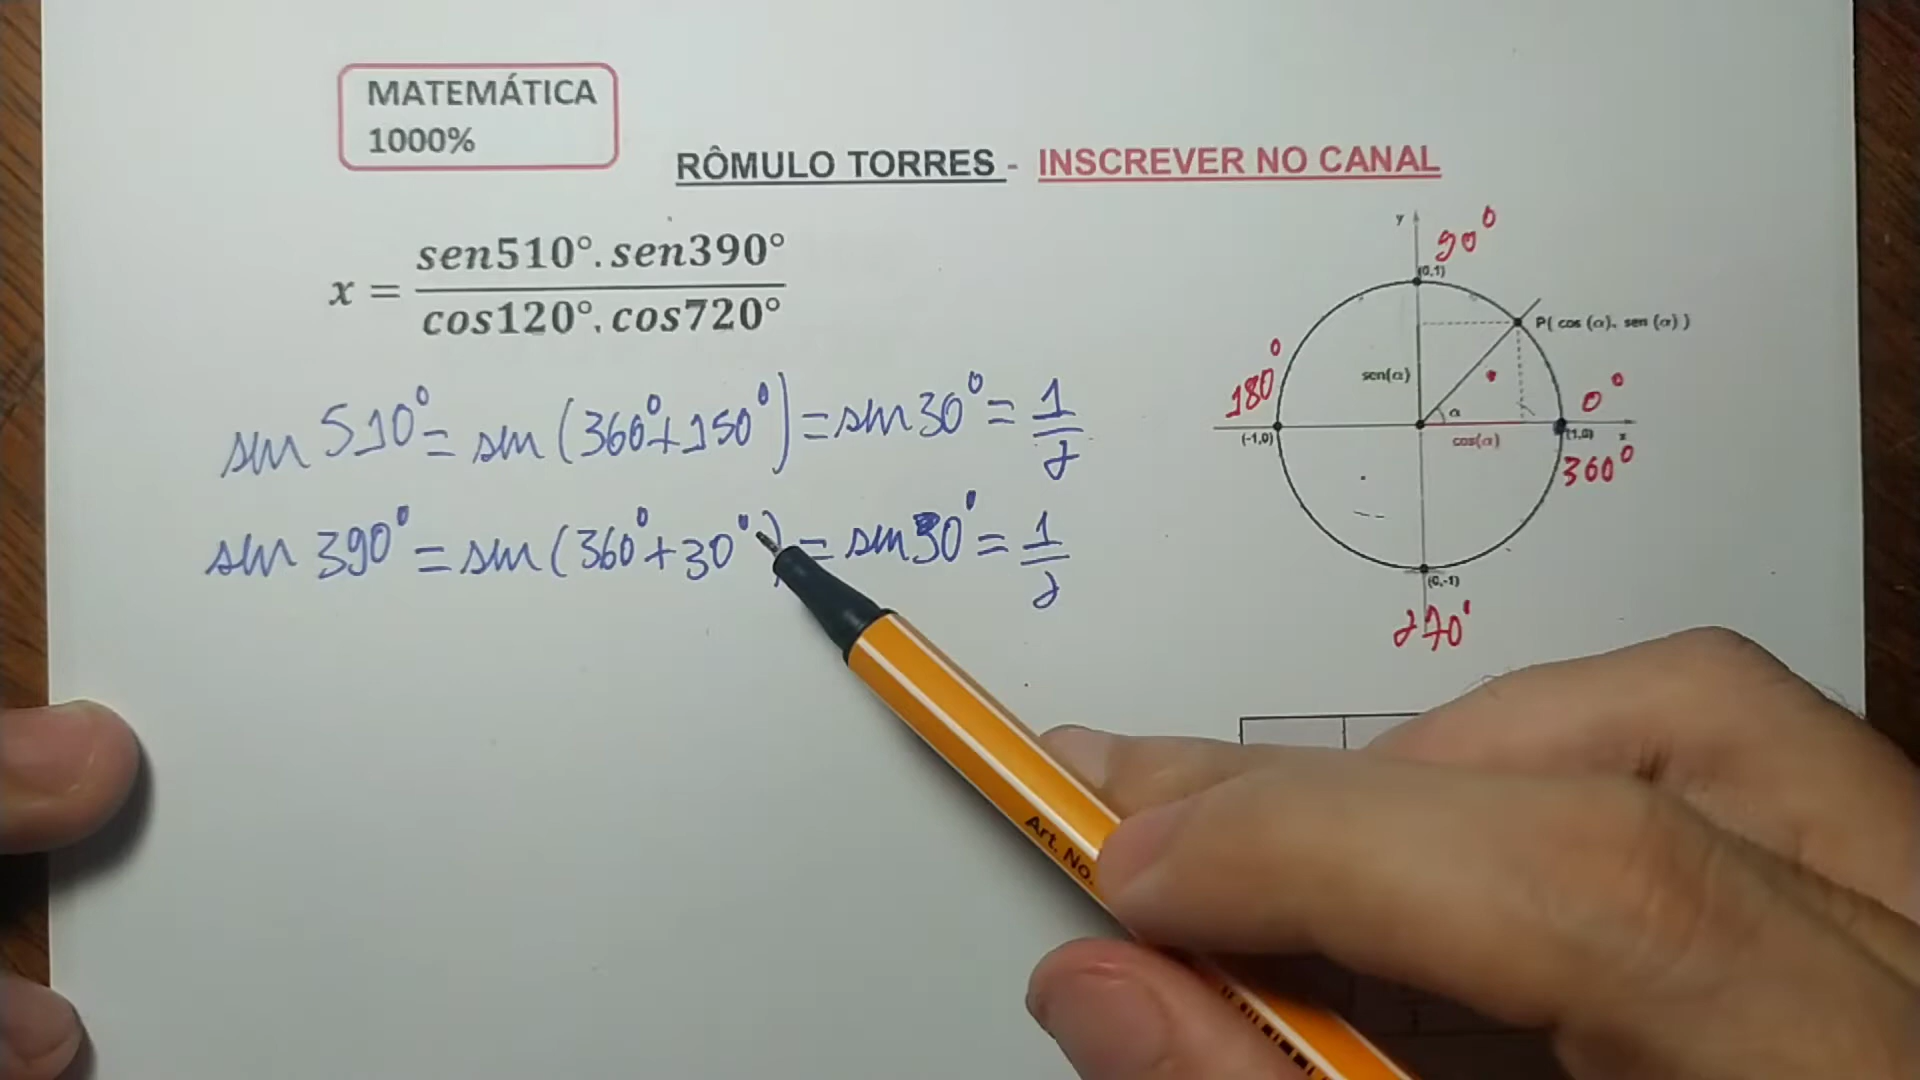 MATEMÁTICA
1000%
RÔMULO TORRES - INSCREVER NO CANAL
x = sen510°.sen390° / cos120°.cos720°
sen 510° = sen (360° + 150°) = sen 30° = 1/2
sen 390° = sen (360° + 30°) = sen 30° = 1/2
y
90°
(0,1)
P( cos (α), sen (α) )
180°
sen(α)
0°
α
(-1,0)
cos(α)
(1,0)
x
360°
(0,-1)
270°
Art. No.